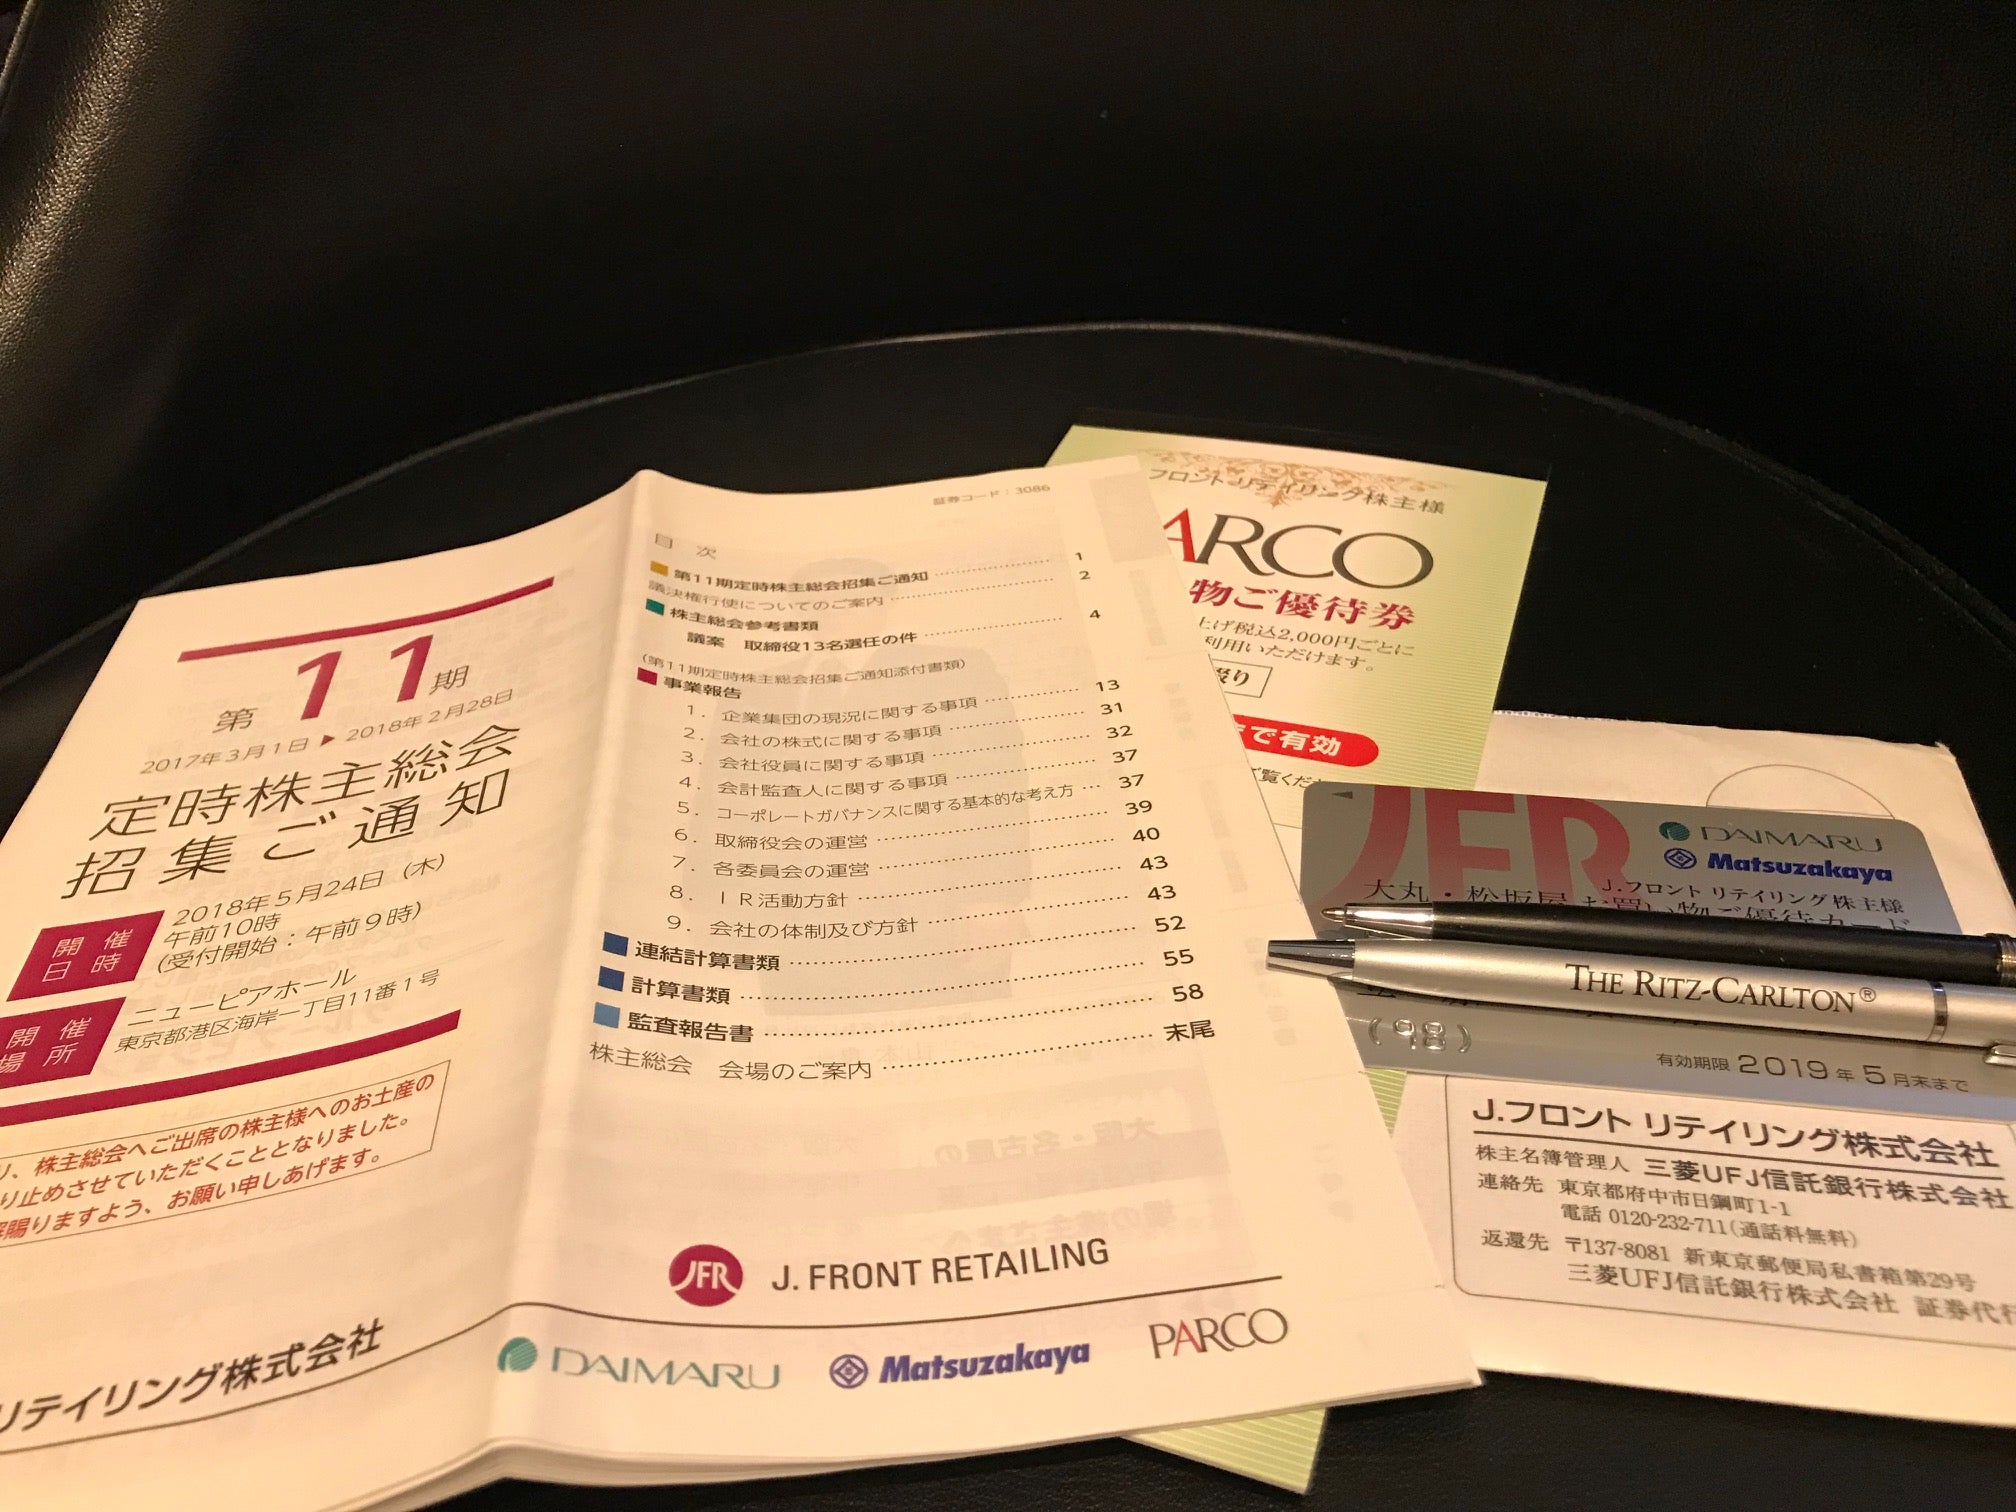 第11期
2017年3月1日 ▶ 2018年2月28日
定時株主総会
招集ご通知
開催日時
2018年5月24日（木）
午前10時
（受付開始：午前9時）
開催場所
ニューピアホール
東京都港区海岸一丁目11番1号
り、株主総会へご出席の株主様へのお土産の
り止めさせていただくこととなりました。
賜りますよう、お願い申しあげます。
リテイリング株式会社
証券コード：3086
目 次
第11期定時株主総会招集ご通知 …… 1
議決権行使についてのご案内 …… 2
株主総会参考書類
議案 取締役13名選任の件 …… 4
（第11期定時株主総会招集ご通知添付書類）
事業報告
1．企業集団の現況に関する事項 …… 13
2．会社の株式に関する事項 …… 31
3．会社役員に関する事項 …… 32
4．会計監査人に関する事項 …… 37
5．コーポレートガバナンスに関する基本的な考え方 … 37
6．取締役会の運営 …… 39
7．各委員会の運営 …… 40
8．ＩＲ活動方針 …… 43
9．会社の体制及び方針 …… 43
連結計算書類 …… 52
計算書類 …… 55
監査報告書 …… 58
株主総会 会場のご案内 …… 末尾
JFR J. FRONT RETAILING
DAIMARU Matsuzakaya PARCO
フロント リテイリング株主様
ARCO
物ご優待券
上げ税込2,000円ごとに
利用いただけます。
綴り
まで有効
ご覧くだ
JFR
DAIMARU
Matsuzakaya
J.フロント リテイリング株主様
大丸・松坂屋 お買い物ご優待カード
THE RITZ-CARLTON®
(98)
有効期限 2019年5月末まで
J.フロント リテイリング株式会社
株主名簿管理人 三菱UFJ信託銀行株式会社
連絡先 東京都府中市日鋼町1-1
電話 0120-232-711（通話料無料）
返還先 〒137-8081 新東京郵便局私書箱第29号
三菱UFJ信託銀行株式会社 証券代行